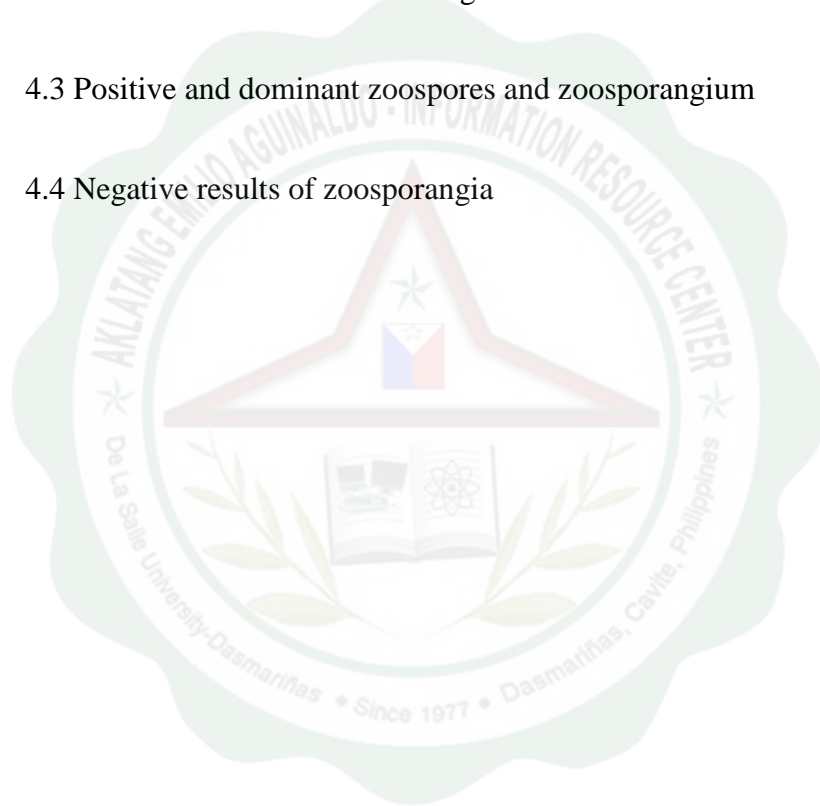 4.3 Positive and dominant zoospores and zoosporangium
4.4 Negative results of zoosporangia
AKLATANG EMILIO AGUINALDO - INFORMATION RESOURCE CENTER
De La Salle University-Dasmariñas • Since 1977 • Dasmariñas, Cavite, Philippines